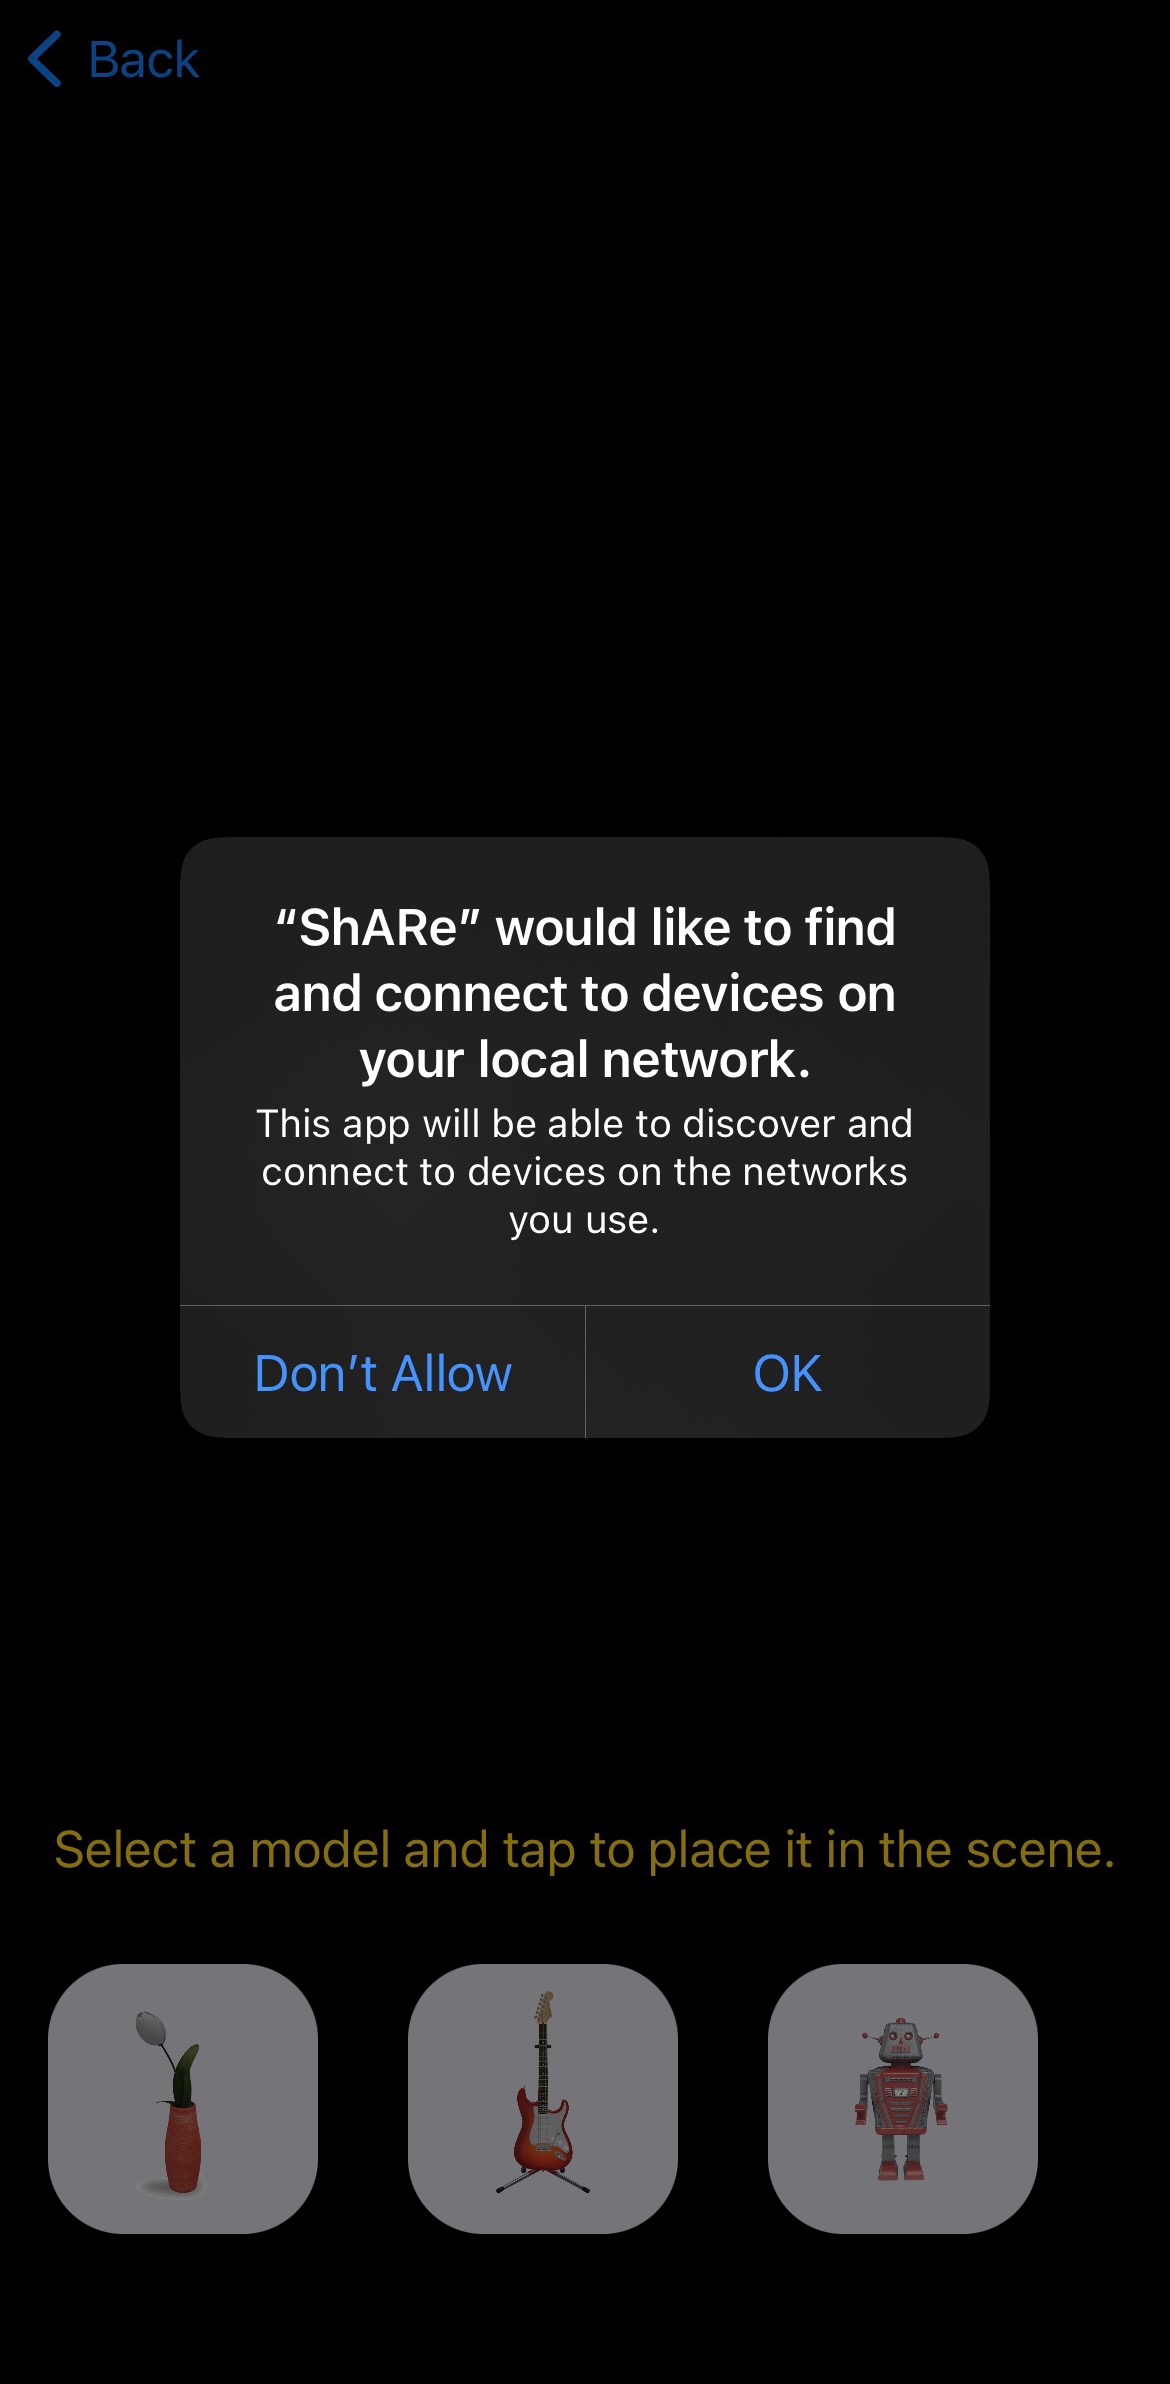 Back
“ShARe” would like to find
and connect to devices on
your local network.
This app will be able to discover and
connect to devices on the networks
you use.
Don’t Allow
OK
Select a model and tap to place it in the scene.